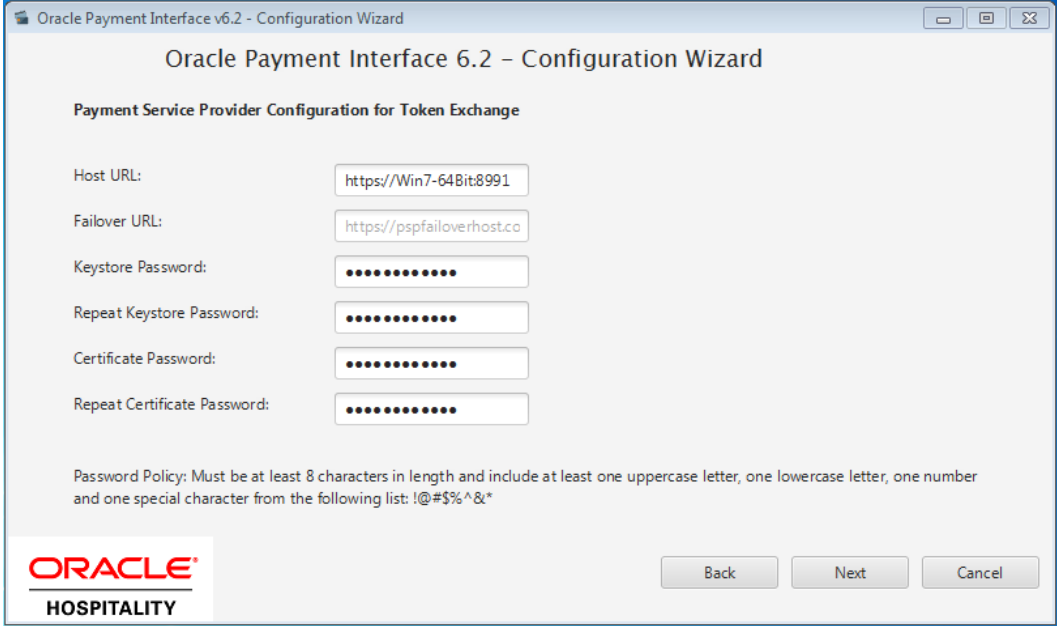 Oracle Payment Interface v6.2 - Configuration Wizard
Oracle Payment Interface 6.2 – Configuration Wizard
Payment Service Provider Configuration for Token Exchange
Host URL: https://Win7-64Bit:8991
Failover URL: https://pspfailoverhost.co
Keystore Password: ●●●●●●●●●●●●
Repeat Keystore Password: ●●●●●●●●●●●●
Certificate Password: ●●●●●●●●●●●●
Repeat Certificate Password: ●●●●●●●●●●●●
Password Policy: Must be at least 8 characters in length and include at least one uppercase letter, one lowercase letter, one number
and one special character from the following list: !@#$%^&*
ORACLE®
HOSPITALITY
Back Next Cancel